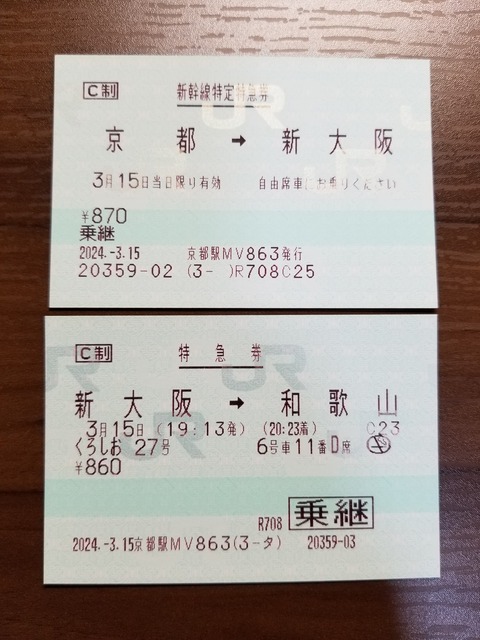 C制 新幹線特定特急券
京都 → 新大阪
3月15日当日限り有効 自由席車にお乗りください
¥870
乗継
2024.-3.15 京都駅MV863発行
20359-02 (3- )R708C25
C制 特急券
新大阪 → 和歌山
3月15日 (19:13発) (20:23着) C23
くろしお 27号 6号車11番D席
¥860
R708 乗継
2024.-3.15京都駅MV863(3-タ) 20359-03